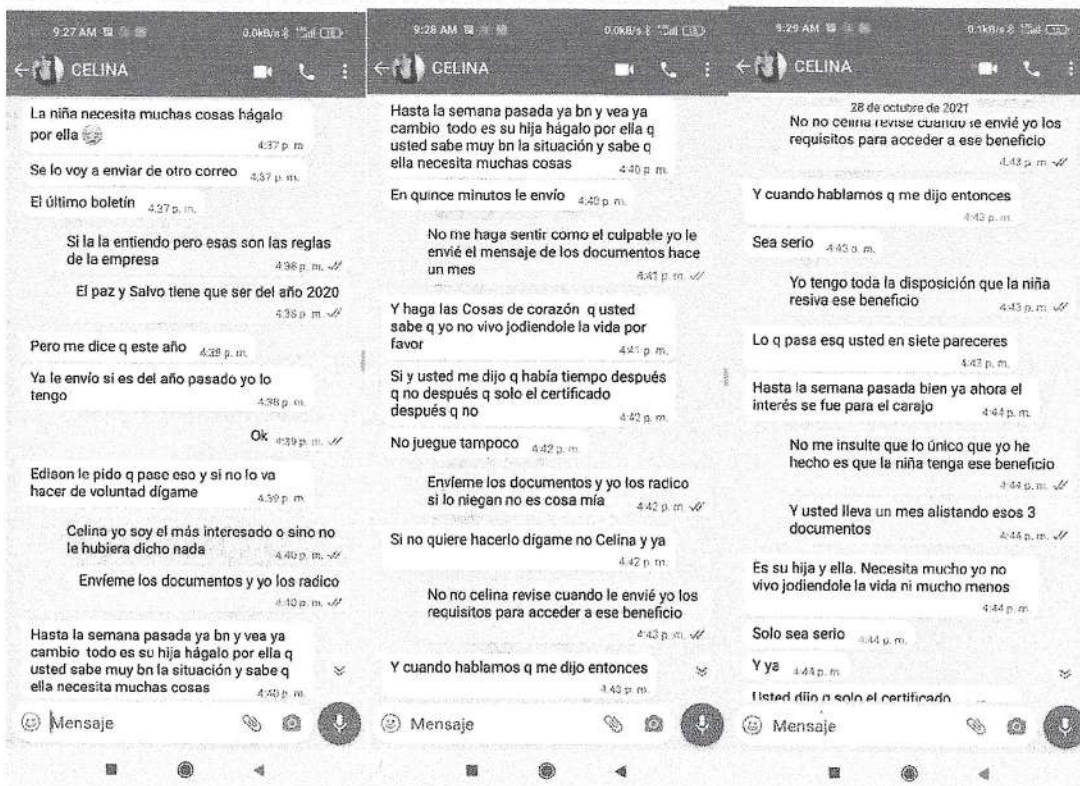 9:27 AM
0.0kB/s
CELINA
La niña necesita muchas cosas hágalo
por ella
4:37 p. m.
Se lo voy a enviar de otro correo 4:37 p. m.
El último boletín 4:37 p. m.
Si la la entiendo pero esas son las reglas
de la empresa
4:38 p. m.
El paz y Salvo tiene que ser del año 2020
4:38 p. m.
Pero me dice q este año 4:38 p. m.
Ya le envío si es del año pasado yo lo
tengo
4:38 p. m.
Ok 4:39 p. m.
Edison le pido q pase eso y si no lo va
hacer de voluntad dígame
4:39 p. m.
Celina yo soy el más interesado o sino no
le hubiera dicho nada
4:40 p. m.
Envíeme los documentos y yo los radico
4:40 p. m.
Hasta la semana pasada ya bn y vea ya
cambio todo es su hija hágalo por ella q
usted sabe muy bn la situación y sabe q
ella necesita muchas cosas
4:40 p. m.
Mensaje
9:28 AM
0.0kB/s
CELINA
Hasta la semana pasada ya bn y vea ya
cambio todo es su hija hágalo por ella q
usted sabe muy bn la situación y sabe q
ella necesita muchas cosas
4:40 p. m.
En quince minutos le envío 4:40 p. m.
No me haga sentir como el culpable yo le
envié el mensaje de los documentos hace
un mes
4:41 p. m.
Y haga las Cosas de corazón q usted
sabe q yo no vivo jodiendole la vida por
favor
4:41 p. m.
Si y usted me dijo q había tiempo después
q no después q solo el certificado
después q no
4:42 p. m.
No juegue tampoco 4:42 p. m.
Envíeme los documentos y yo los radico
si lo niegan no es cosa mía
4:42 p. m.
Si no quiere hacerlo dígame no Celina y ya
4:42 p. m.
No no celina revise cuando le envié yo los
requisitos para acceder a ese beneficio
4:43 p. m.
Y cuando hablamos q me dijo entonces
4:43 p. m.
Mensaje
9:29 AM
0.1kB/s
CELINA
28 de octubre de 2021
No no celina revise cuando le envié yo los
requisitos para acceder a ese beneficio
4:43 p. m.
Y cuando hablamos q me dijo entonces
4:43 p. m.
Sea serio 4:43 p. m.
Yo tengo toda la disposición que la niña
resiva ese beneficio
4:43 p. m.
Lo q pasa esq usted en siete pareceres
4:43 p. m.
Hasta la semana pasada bien ya ahora el
interés se fue para el carajo
4:44 p. m.
No me insulte que lo único que yo he
hecho es que la niña tenga ese beneficio
4:44 p. m.
Y usted lleva un mes alistando esos 3
documentos
4:44 p. m.
Es su hija y ella. Necesita mucho yo no
vivo jodiendole la vida ni mucho menos
4:44 p. m.
Solo sea serio 4:44 p. m.
Y ya 4:44 p. m.
Usted dijo q solo el certificado
Mensaje